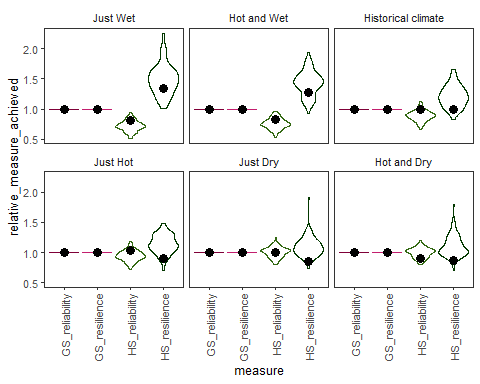 Just Wet
Hot and Wet
Historical climate
2.0
1.5
1.0
0.5
relative_measure_achieved
Just Hot
Just Dry
Hot and Dry
2.0
1.5
1.0
0.5
GS_reliability
GS_resilience
HS_reliability
HS_resilience
GS_reliability
GS_resilience
HS_reliability
HS_resilience
GS_reliability
GS_resilience
HS_reliability
HS_resilience
measure